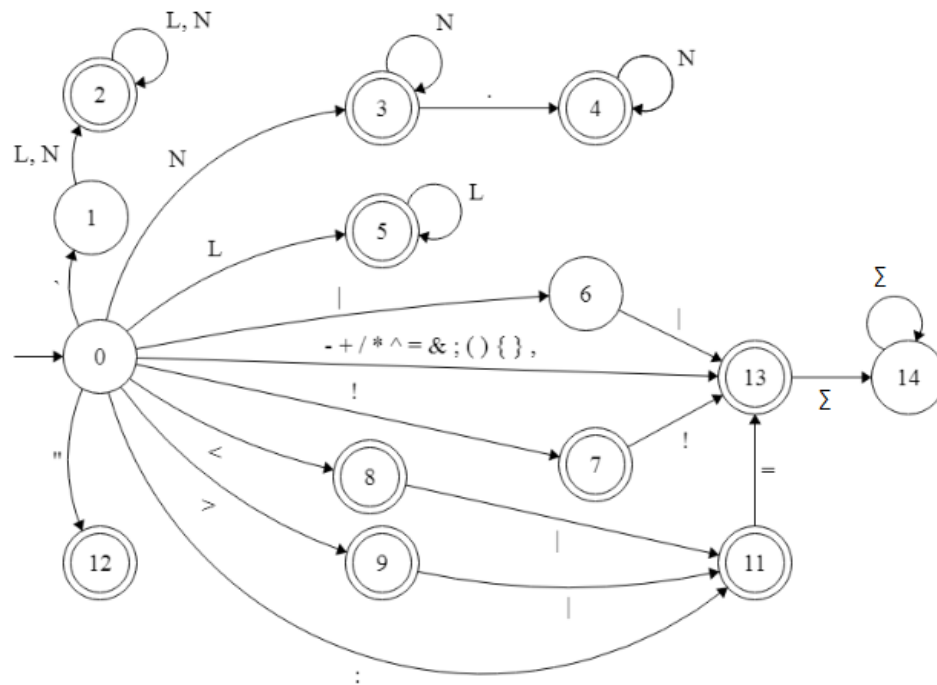 L, N
N
N
2
3
.
4
L, N
N
1
L
5
L
`
|
6
Σ
|
0
- + / * ^ = & ; ( ) { } ,
13
14
!
Σ
"
<
8
7
!
>
|
=
12
9
11
|
: